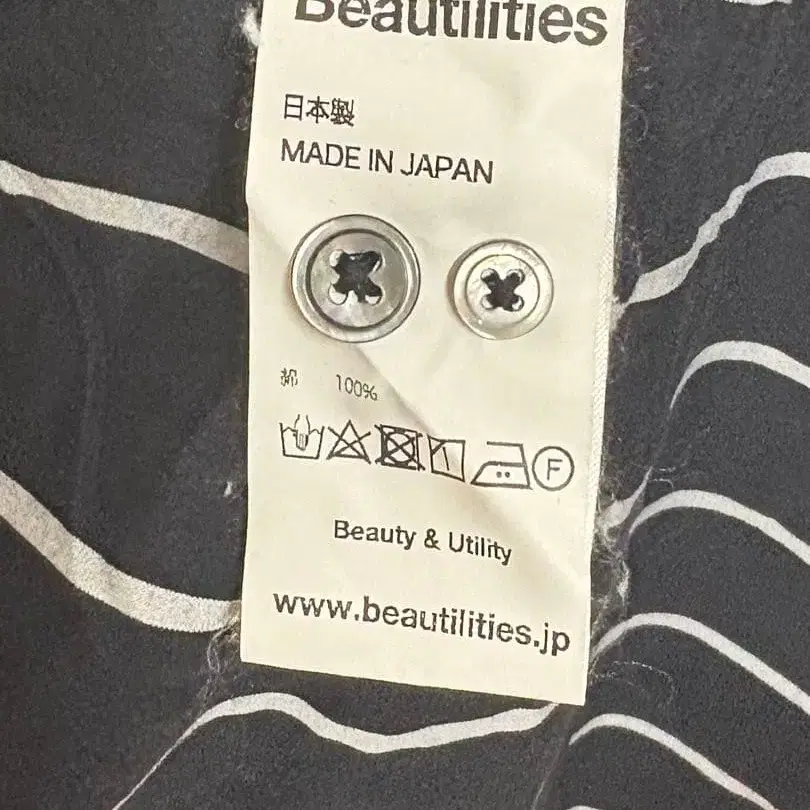 Beautilities
日本製
MADE IN JAPAN
綿 100%
F
Beauty & Utility
www.beautilities.jp